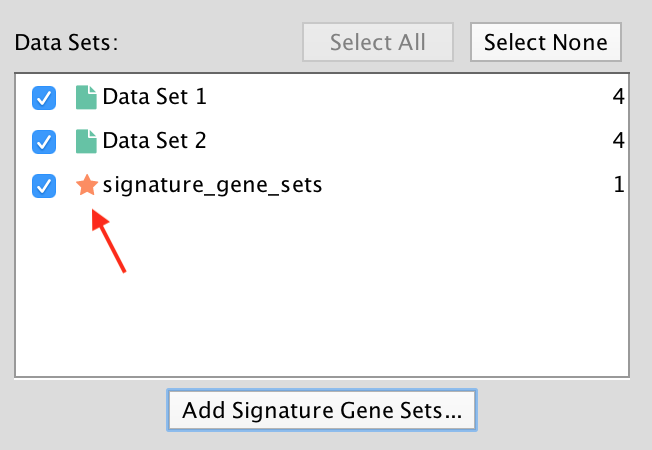 Data Sets:
Select All
Select None
Data Set 1 4
Data Set 2 4
signature_gene_sets 1
Add Signature Gene Sets...